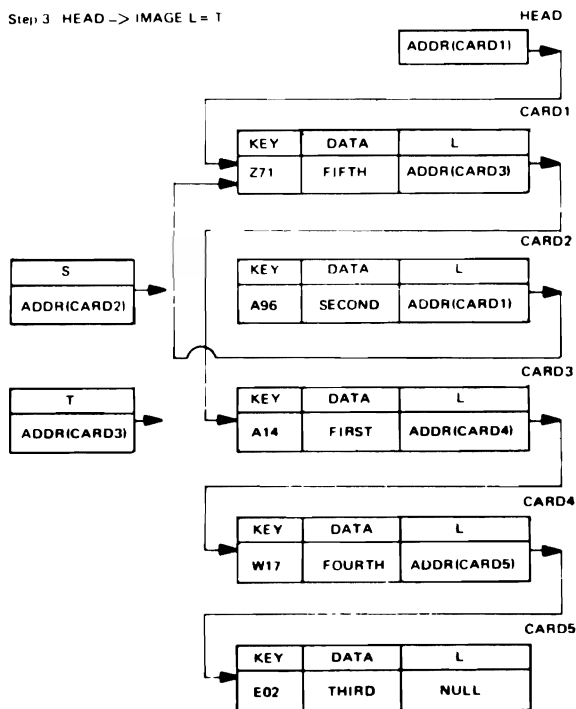 Step 3 HEAD -> IMAGE L = T
HEAD
ADDR(CARD1)
CARD1
KEY DATA L
Z71 FIFTH ADDR(CARD3)
CARD2
S
ADDR(CARD2)
KEY DATA L
A96 SECOND ADDR(CARD1)
CARD3
T
ADDR(CARD3)
KEY DATA L
A14 FIRST ADDR(CARD4)
CARD4
KEY DATA L
W17 FOURTH ADDR(CARD5)
CARD5
KEY DATA L
E02 THIRD NULL